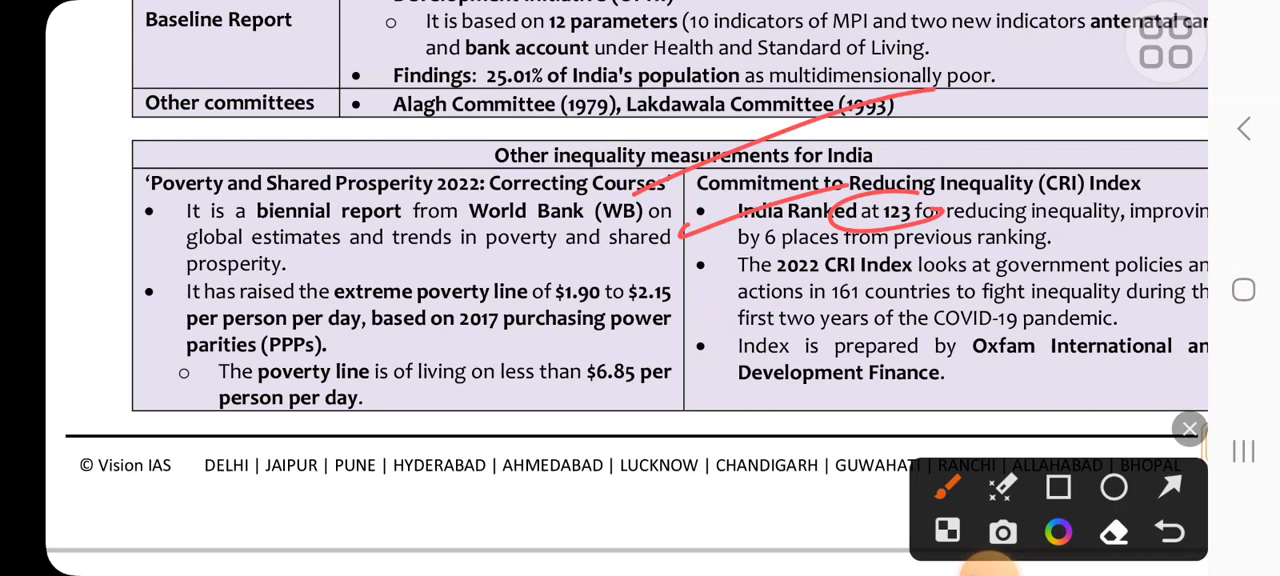 Development Initiative (OPHI)
Baseline Report
o It is based on 12 parameters (10 indicators of MPI and two new indicators antenatal car
and bank account under Health and Standard of Living.
• Findings: 25.01% of India's population as multidimensionally poor.
Other committees
• Alagh Committee (1979), Lakdawala Committee (1993)
Other inequality measurements for India
‘Poverty and Shared Prosperity 2022: Correcting Courses’
• It is a biennial report from World Bank (WB) on
global estimates and trends in poverty and shared
prosperity.
• It has raised the extreme poverty line of $1.90 to $2.15
per person per day, based on 2017 purchasing power
parities (PPPs).
o The poverty line is of living on less than $6.85 per
person per day.
Commitment to Reducing Inequality (CRI) Index
• India Ranked at 123 for reducing inequality, improvin
by 6 places from previous ranking.
• The 2022 CRI Index looks at government policies an
actions in 161 countries to fight inequality during th
first two years of the COVID-19 pandemic.
• Index is prepared by Oxfam International an
Development Finance.
© Vision IAS DELHI | JAIPUR | PUNE | HYDERABAD | AHMEDABAD | LUCKNOW | CHANDIGARH | GUWAHATI | RANCHI | ALLAHABAD | BHOPAL